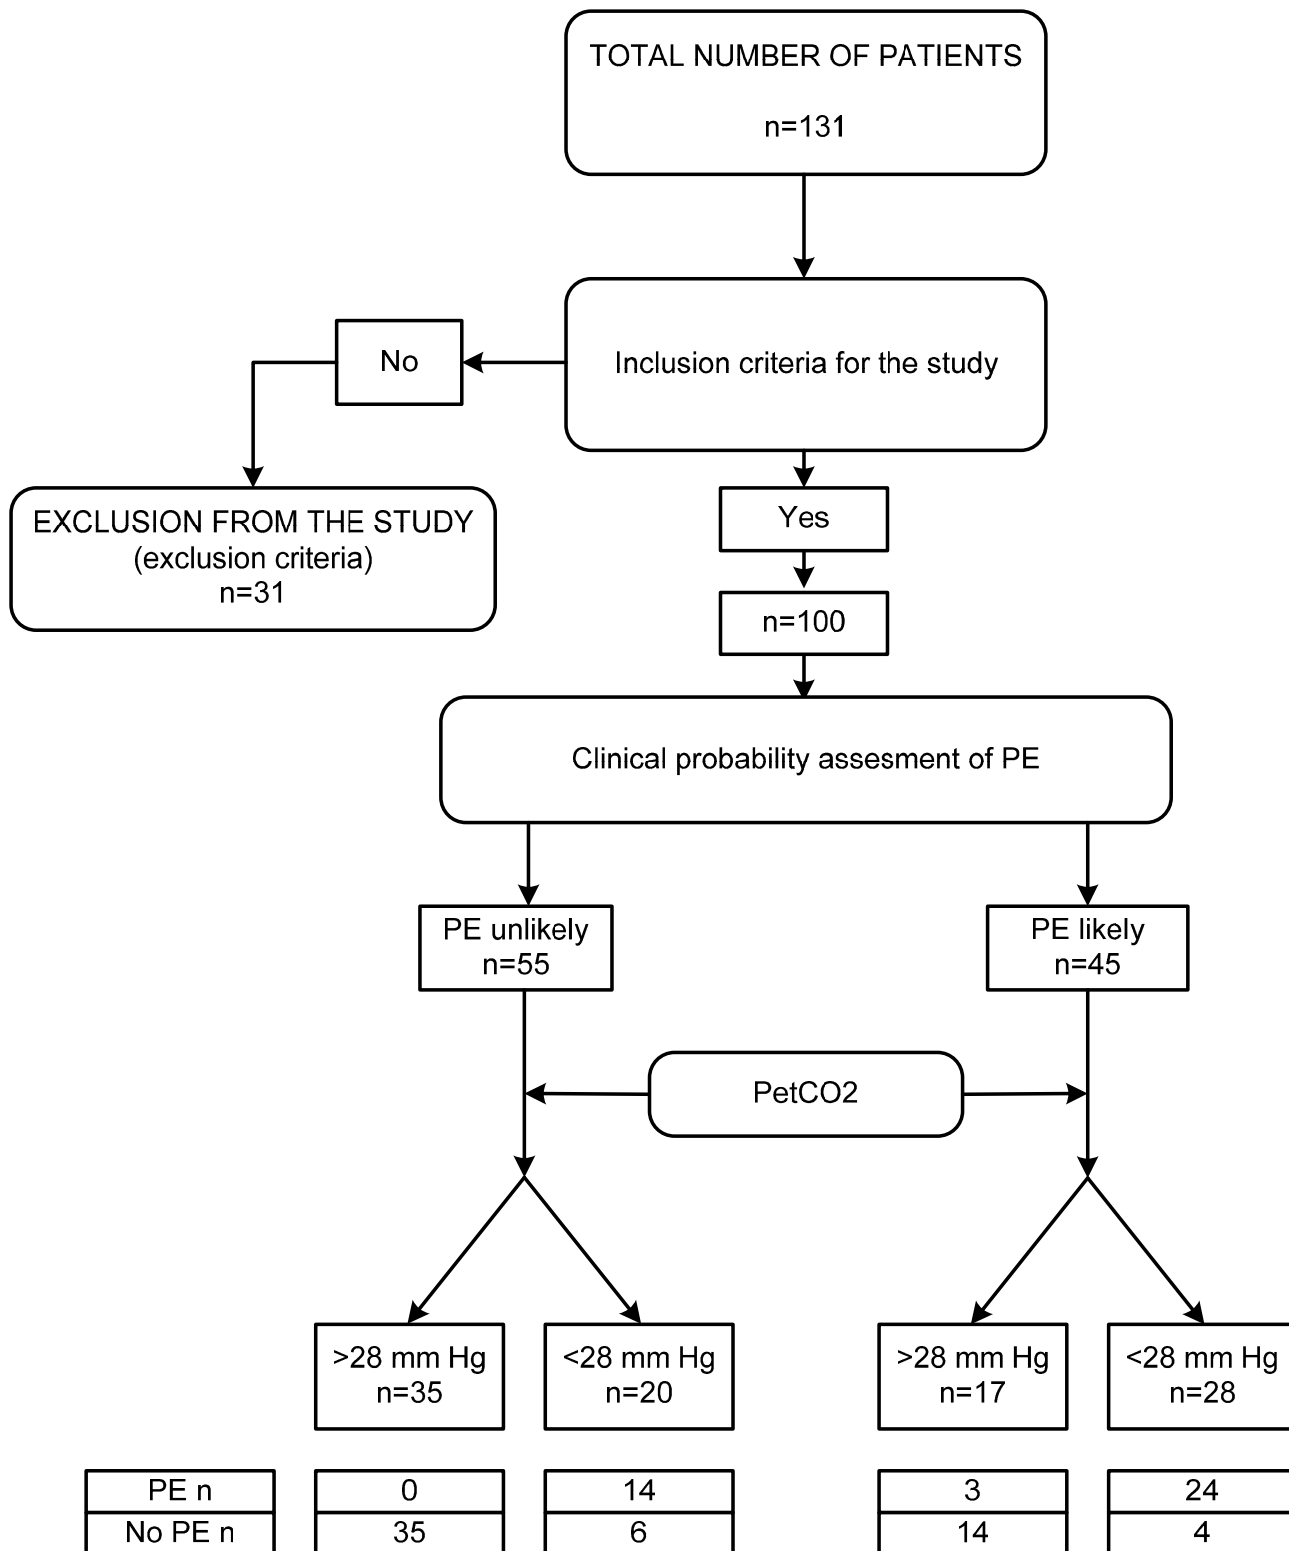 TOTAL NUMBER OF PATIENTS
n=131
Inclusion criteria for the study
No
EXCLUSION FROM THE STUDY
(exclusion criteria)
n=31
Yes
n=100
Clinical probability assesment of PE
PE unlikely
n=55
PE likely
n=45
PetCO2
>28 mm Hg
n=35
<28 mm Hg
n=20
>28 mm Hg
n=17
<28 mm Hg
n=28
PE n 0 14 3 24
No PE n 35 6 14 4